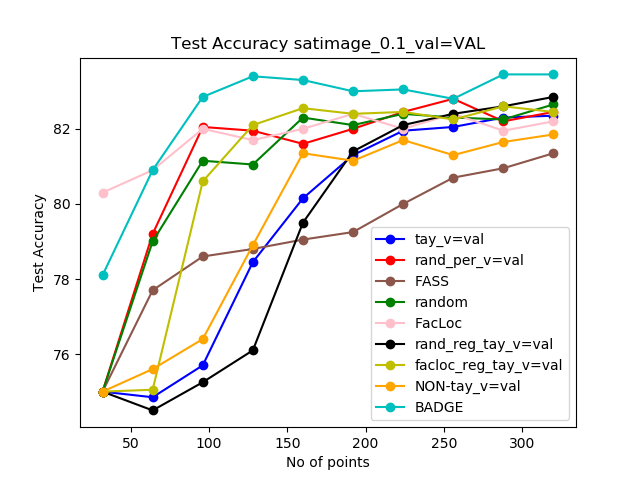 Test Accuracy satimage_0.1_val=VAL
Test Accuracy
82
80
78
76
tay_v=val
rand_per_v=val
FASS
random
FacLoc
rand_reg_tay_v=val
facloc_reg_tay_v=val
NON-tay_v=val
BADGE
50 100 150 200 250 300
No of points